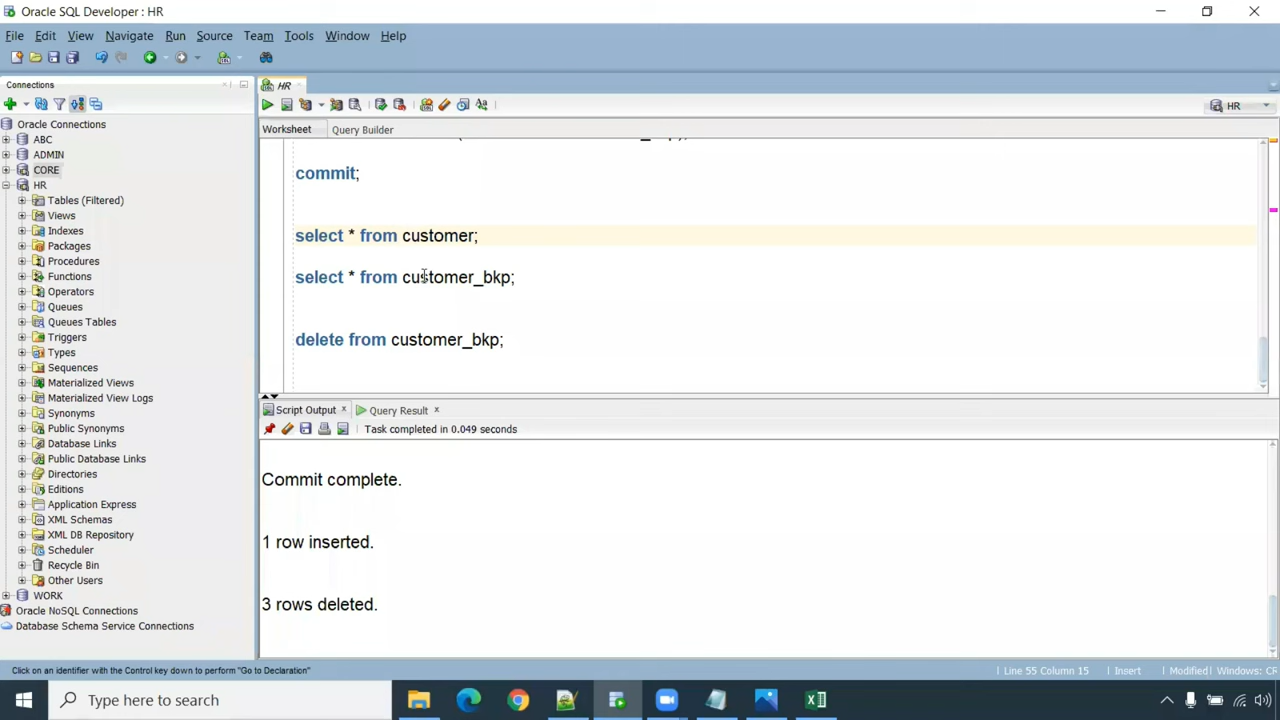 Oracle SQL Developer : HR
File Edit View Navigate Run Source Team Tools Window Help
Connections
HR
HR
Oracle Connections
ABC
ADMIN
CORE
HR
Tables (Filtered)
Views
Indexes
Packages
Procedures
Functions
Operators
Queues
Queues Tables
Triggers
Types
Sequences
Materialized Views
Materialized View Logs
Synonyms
Public Synonyms
Database Links
Public Database Links
Directories
Editions
Application Express
XML Schemas
XML DB Repository
Scheduler
Recycle Bin
Other Users
WORK
Oracle NoSQL Connections
Database Schema Service Connections
Worksheet Query Builder
commit;
select * from customer;
select * from customer_bkp;
delete from customer_bkp;
Script Output Query Result
Task completed in 0.049 seconds
Commit complete.
1 row inserted.
3 rows deleted.
Click on an identifier with the Control key down to perform "Go to Declaration" Line 55 Column 15 Insert Modified Windows: CR
Type here to search